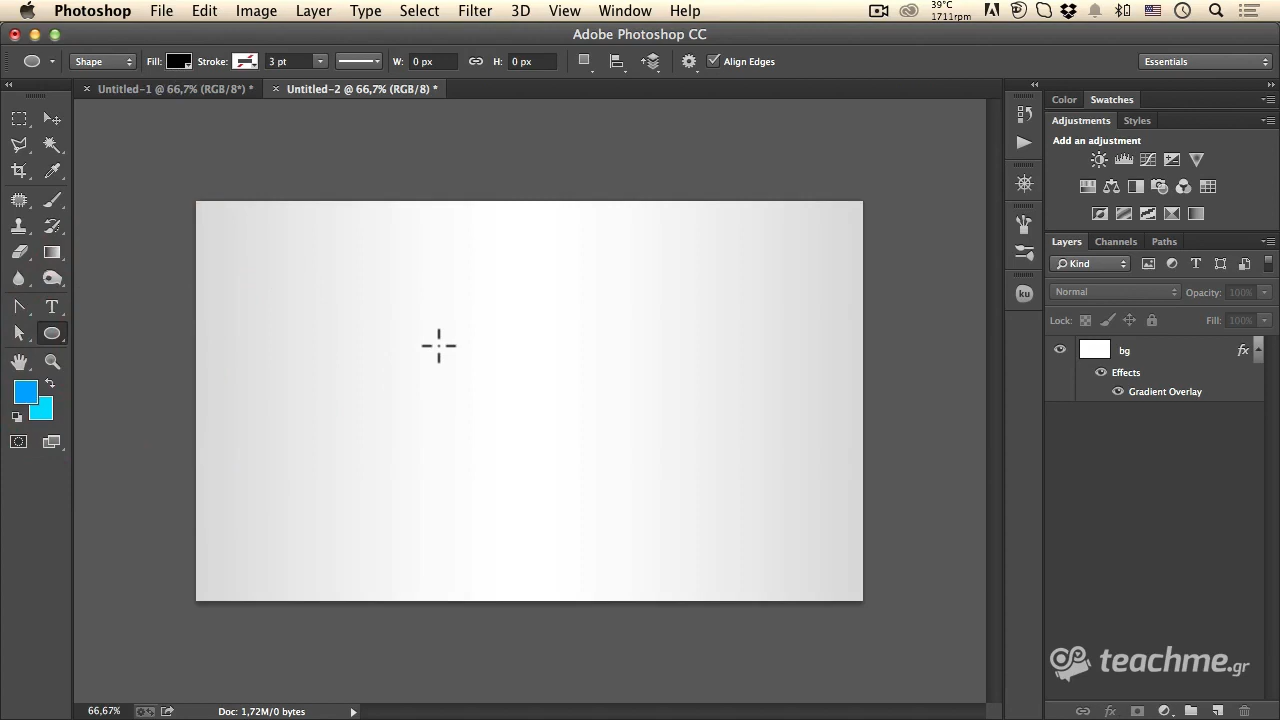 Photoshop File Edit Image Layer Type Select Filter 3D View Window Help 39°C 1711rpm
Adobe Photoshop CC
Shape Fill: Stroke: 3 pt W: 0 px H: 0 px Align Edges Essentials
× Untitled-1 @ 66,7% (RGB/8*) * × Untitled-2 @ 66,7% (RGB/8) *
Color Swatches
Adjustments Styles
Add an adjustment
Layers Channels Paths
Kind
Normal Opacity: 100%
Lock: Fill: 100%
bg fx
Effects
Gradient Overlay
ku
teachme.gr
66,67% Doc: 1,72M/0 bytes
fx